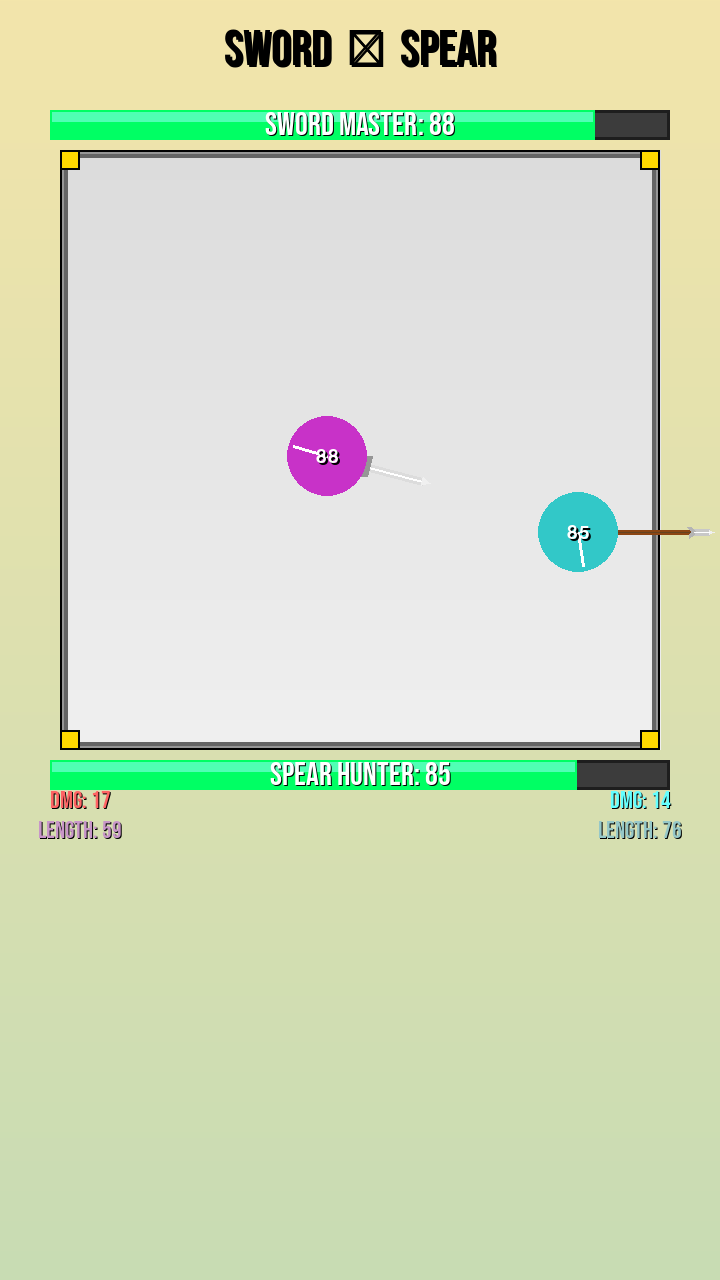 SWORD ☒ SPEAR
SWORD MASTER: 88
88
85
SPEAR HUNTER: 85
DMG: 17
DMG: 14
LENGTH: 59
LENGTH: 76